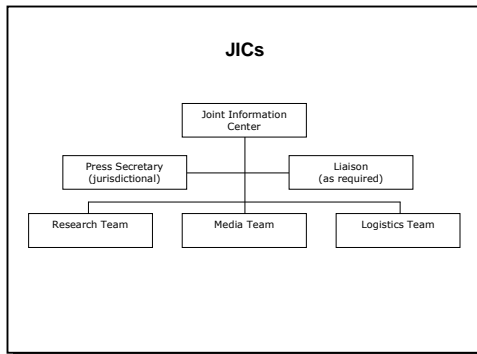 JICs
Joint Information
Center
Press Secretary
(jurisdictional)
Liaison
(as required)
Research Team
Media Team
Logistics Team